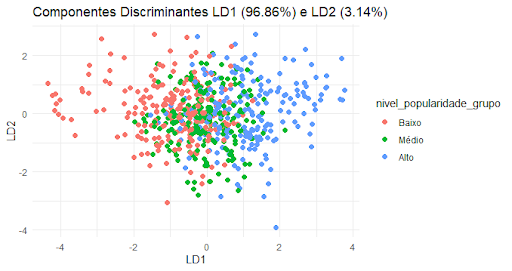 Componentes Discriminantes LD1 (96.86%) e LD2 (3.14%)
2
0
-2
-4
LD2
-4
-2
0
2
4
LD1
nivel_popularidade_grupo
Baixo
Médio
Alto